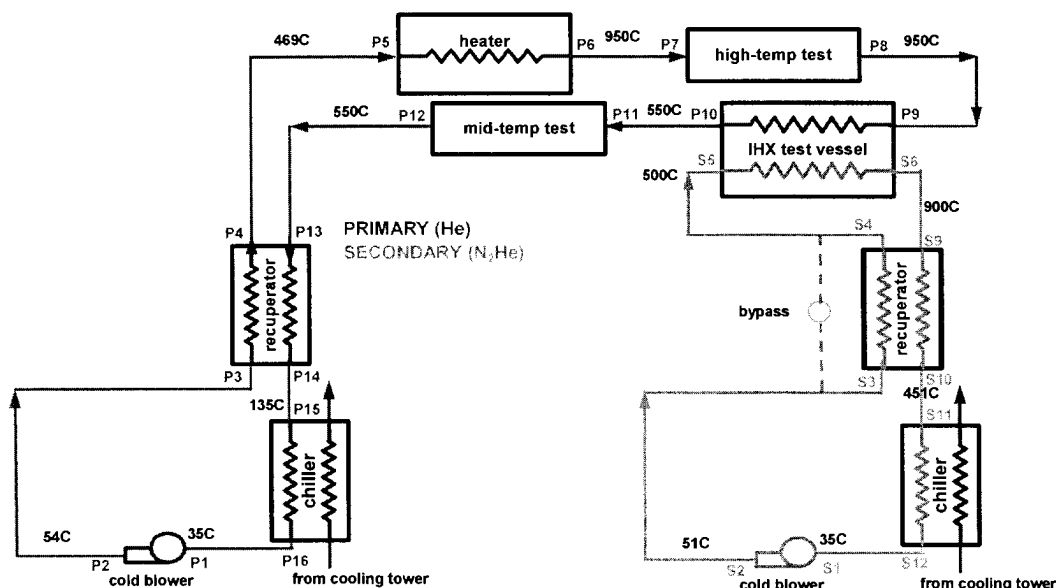 469C P5 heater P6 950C P7 high-temp test P8 950C
550C P12 mid-temp test P11 550C P10 P9
IHX test vessel
S5 S6
500C
900C
P4 P13 PRIMARY (He)
SECONDARY (N2He)
S4 S9
recuperator
bypass
recuperator
P3 P14
S3 S10
135C P15
451C
S11
chiller
chiller
54C 35C
P2 P1 P16
cold blower from cooling tower
51C 35C
S2 S1 S12
cold blower from cooling tower